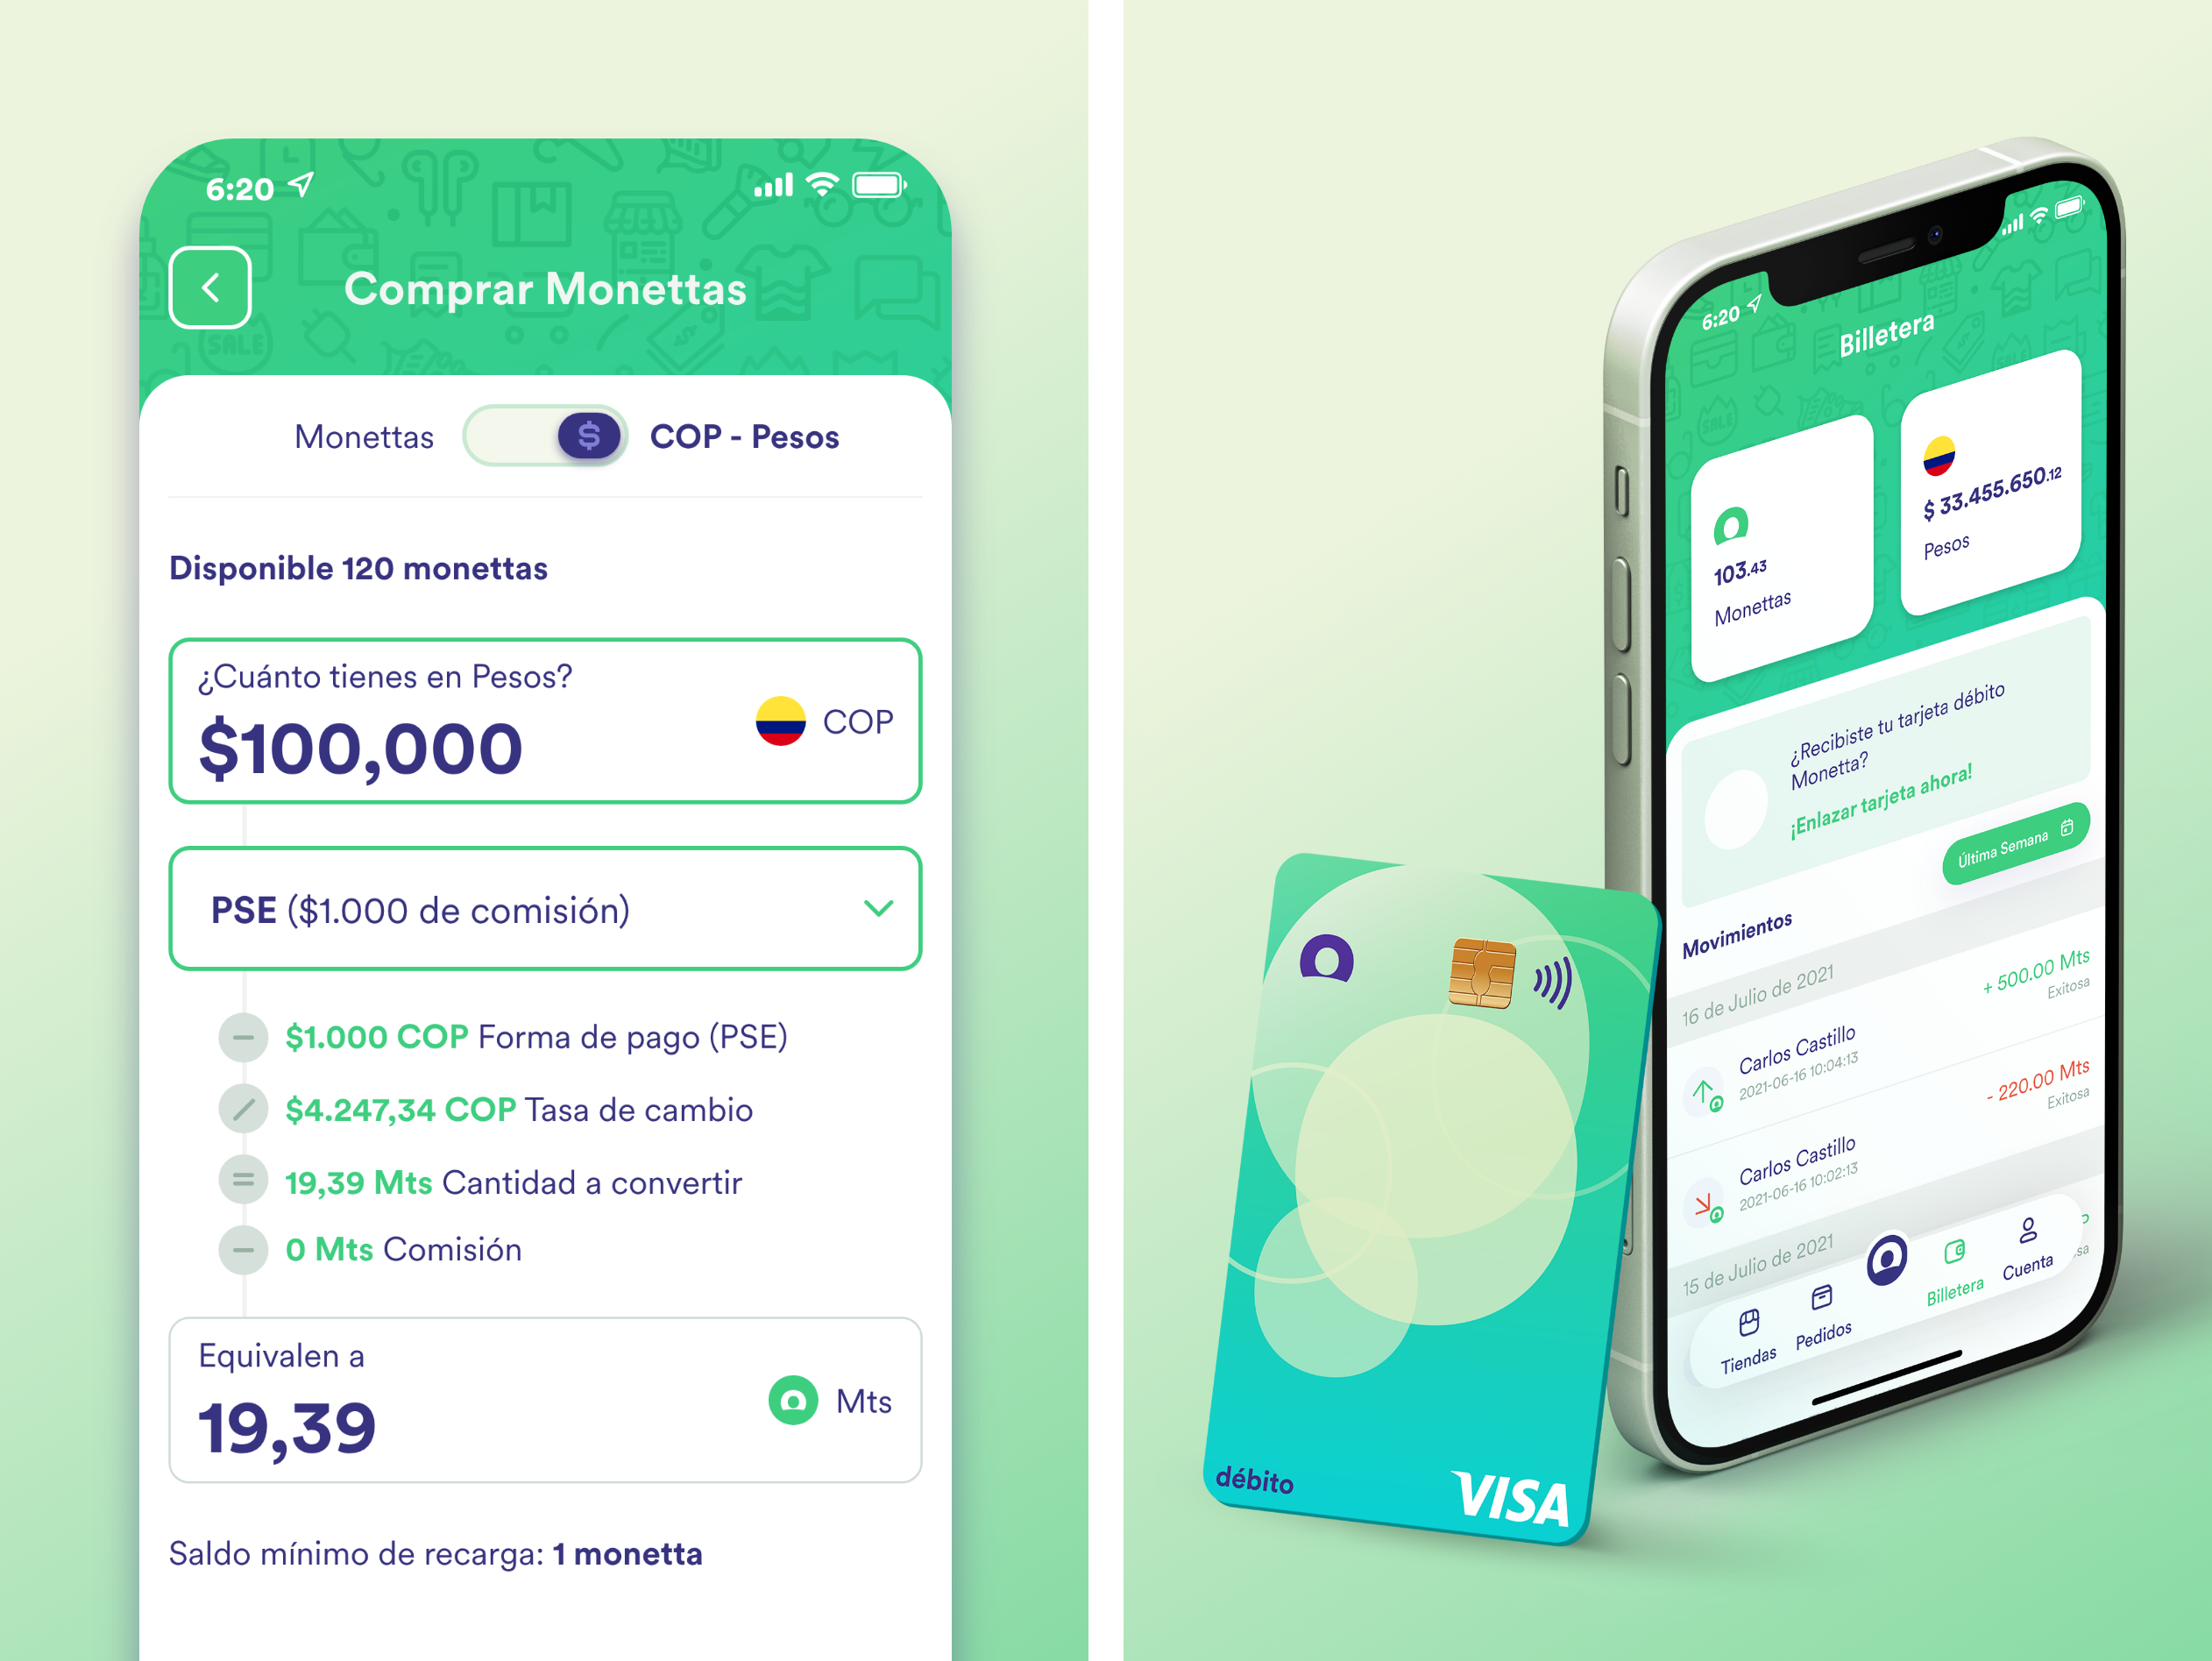 6:20
Comprar Monettas
SALE
Monettas
COP - Pesos
Disponible 120 monettas
¿Cuánto tienes en Pesos?
$100,000
COP
PSE ($1.000 de comisión)
$1.000 COP Forma de pago (PSE)
$4.247,34 COP Tasa de cambio
19,39 Mts Cantidad a convertir
0 Mts Comisión
Equivalen a
19,39
Mts
Saldo mínimo de recarga: 1 monetta
débito
VISA
6:20
Billetera
SALE
103.43
Monettas
$ 33.455.650.12
Pesos
¿Recibiste tu tarjeta débito
Monetta?
¡Enlazar tarjeta ahora!
Última Semana
Movimientos
16 de Julio de 2021
Carlos Castillo
2021-06-16 10:04:13
+ 500.00 Mts
Exitosa
Carlos Castillo
2021-06-16 10:02:13
- 220.00 Mts
Exitosa
15 de Julio de 2021
Tiendas
Pedidos
Billetera
Cuenta